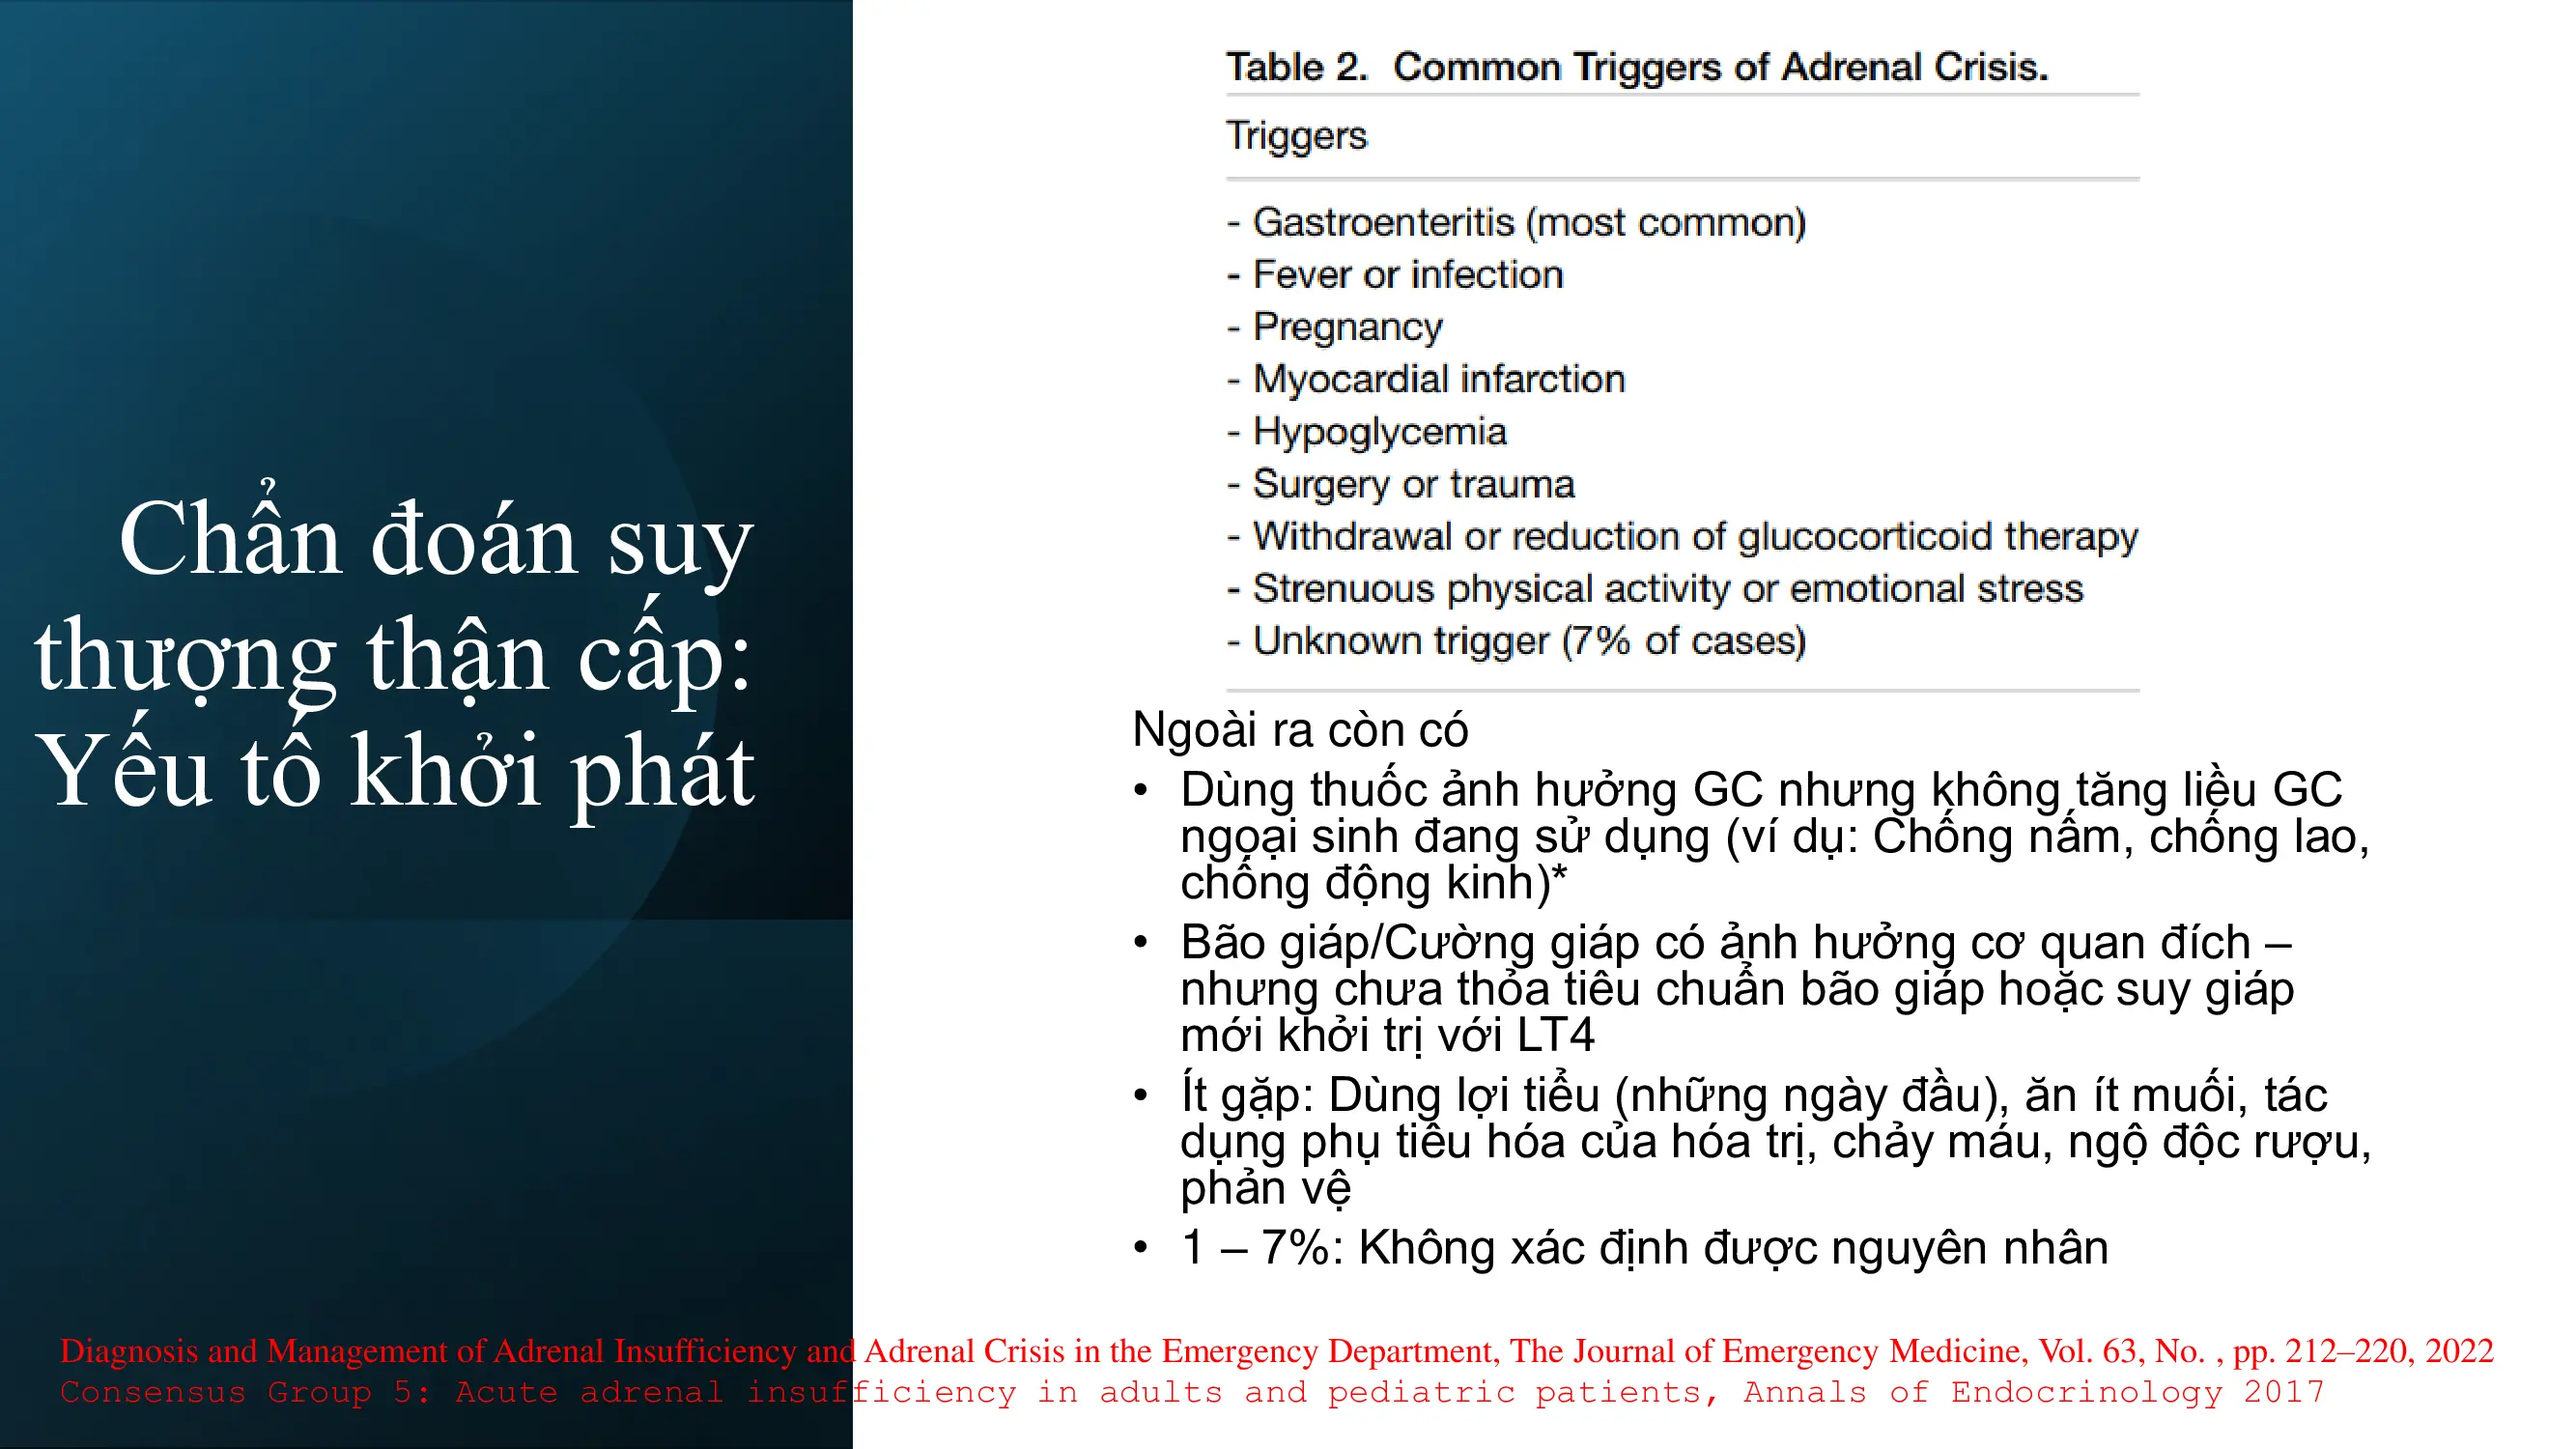 Chẩn đoán suy
thượng thận cấp:
Yếu tố khởi phát
Table 2. Common Triggers of Adrenal Crisis.
Triggers
- Gastroenteritis (most common)
- Fever or infection
- Pregnancy
- Myocardial infarction
- Hypoglycemia
- Surgery or trauma
- Withdrawal or reduction of glucocorticoid therapy
- Strenuous physical activity or emotional stress
- Unknown trigger (7% of cases)
Ngoài ra còn có
• Dùng thuốc ảnh hưởng GC nhưng không tăng liều GC
ngoại sinh đang sử dụng (ví dụ: Chống nấm, chống lao,
chống động kinh)*
• Bão giáp/Cường giáp có ảnh hưởng cơ quan đích –
nhưng chưa thỏa tiêu chuẩn bão giáp hoặc suy giáp
mới khởi trị với LT4
• Ít gặp: Dùng lợi tiểu (những ngày đầu), ăn ít muối, tác
dụng phụ tiêu hóa của hóa trị, chảy máu, ngộ độc rượu,
phản vệ
• 1 – 7%: Không xác định được nguyên nhân
Diagnosis and Management of Adrenal Insufficiency and Adrenal Crisis in the Emergency Department, The Journal of Emergency Medicine, Vol. 63, No. , pp. 212–220, 2022
Consensus Group 5: Acute adrenal insufficiency in adults and pediatric patients, Annals of Endocrinology 2017